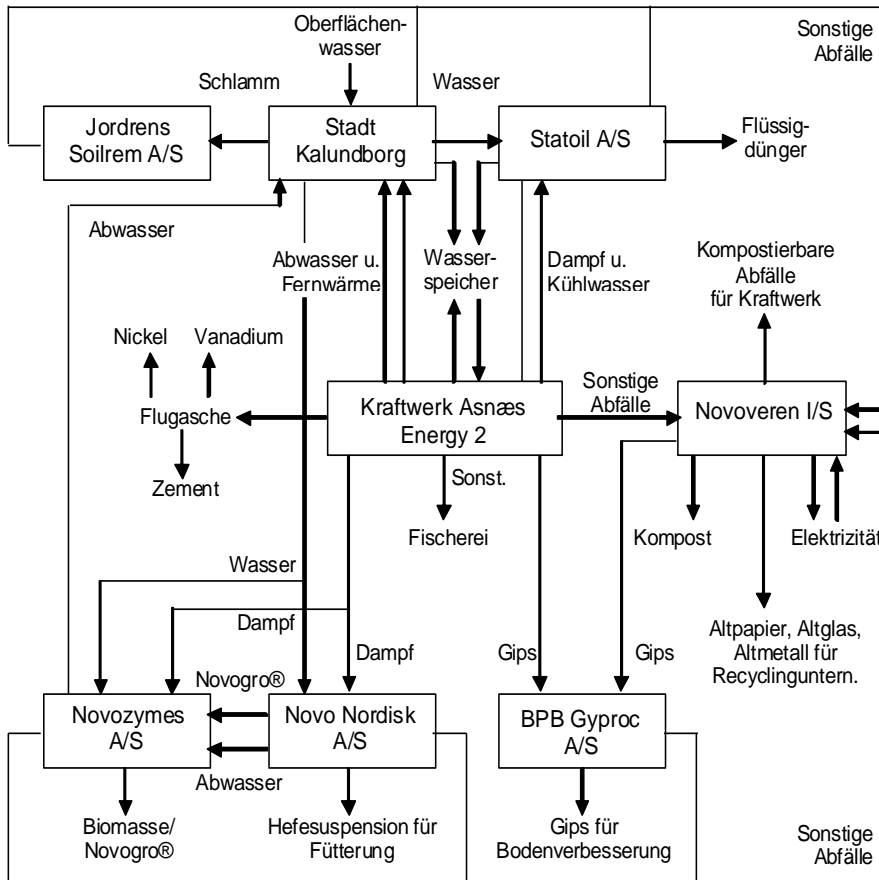 Oberflächen-
wasser
Sonstige
Abfälle
Schlamm
Wasser
Jordrens
Soilrem A/S
Stadt
Kalundborg
Statoil A/S
Flüssig-
dünger
Abwasser
Abwasser u.
Fernwärme
Wasser-
speicher
Dampf u.
Kühlwasser
Kompostierbare
Abfälle
für Kraftwerk
Nickel
Vanadium
Flugasche
Zement
Kraftwerk Asnæs
Energy 2
Sonstige
Abfälle
Novoveren I/S
Sonst.
Fischerei
Kompost
Elektrizität
Wasser
Dampf
Dampf
Gips
Gips
Altpapier, Altglas,
Altmetall für
Recyclinguntern.
Novogro®
Novozymes
A/S
Novo Nordisk
A/S
BPB Gyproc
A/S
Abwasser
Biomasse/
Novogro®
Hefesuspension für
Fütterung
Gips für
Bodenverbesserung
Sonstige
Abfälle